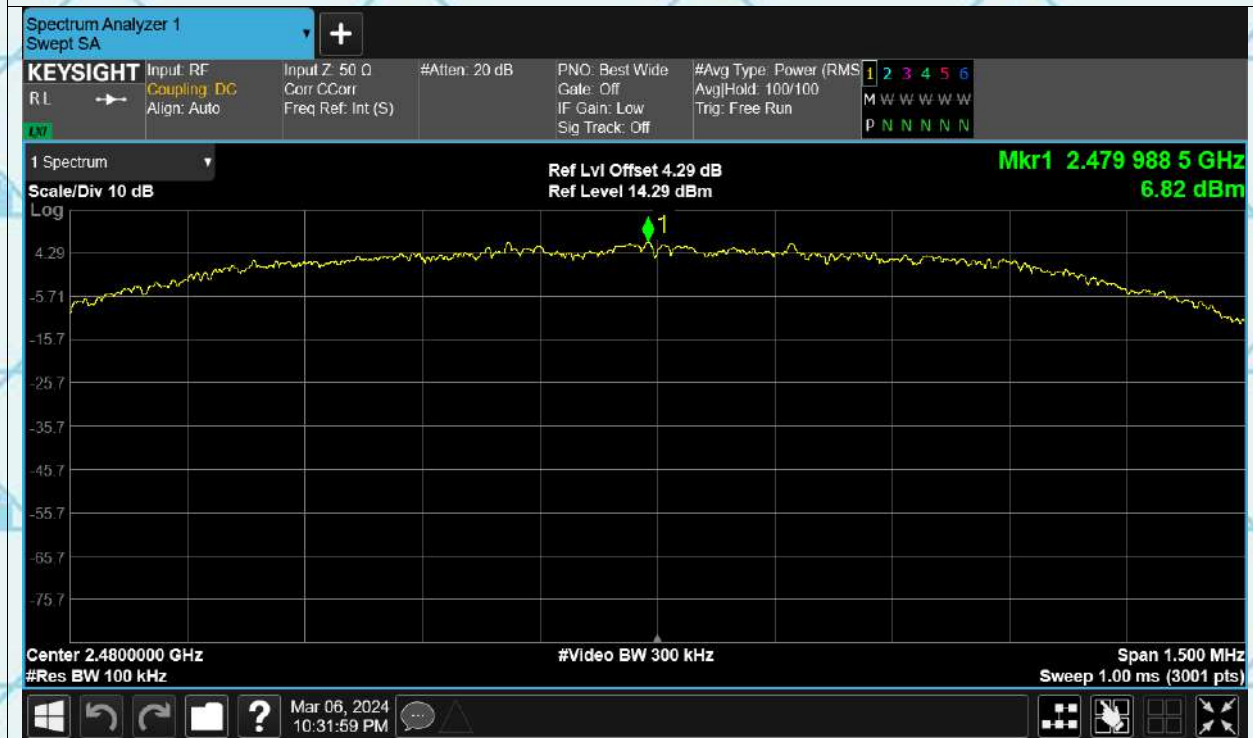 Spectrum Analyzer 1
Swept SA
+
KEYSIGHT
RL
LXI
Input: RF
Coupling: DC
Align: Auto
Input Z: 50 Ω
Corr CCorr
Freq Ref: Int (S)
#Atten: 20 dB
PNO: Best Wide
Gate: Off
IF Gain: Low
Sig Track: Off
#Avg Type: Power (RMS
Avg|Hold: 100/100
Trig: Free Run
1 2 3 4 5 6
M W W W W W
P N N N N N
1 Spectrum
Scale/Div 10 dB
Log
Ref Lvl Offset 4.29 dB
Ref Level 14.29 dBm
Mkr1 2.479 988 5 GHz
6.82 dBm
1
4.29
-5.71
-15.7
-25.7
-35.7
-45.7
-55.7
-65.7
-75.7
Center 2.4800000 GHz
#Video BW 300 kHz
Span 1.500 MHz
#Res BW 100 kHz
Sweep 1.00 ms (3001 pts)
?
Mar 06, 2024
10:31:59 PM